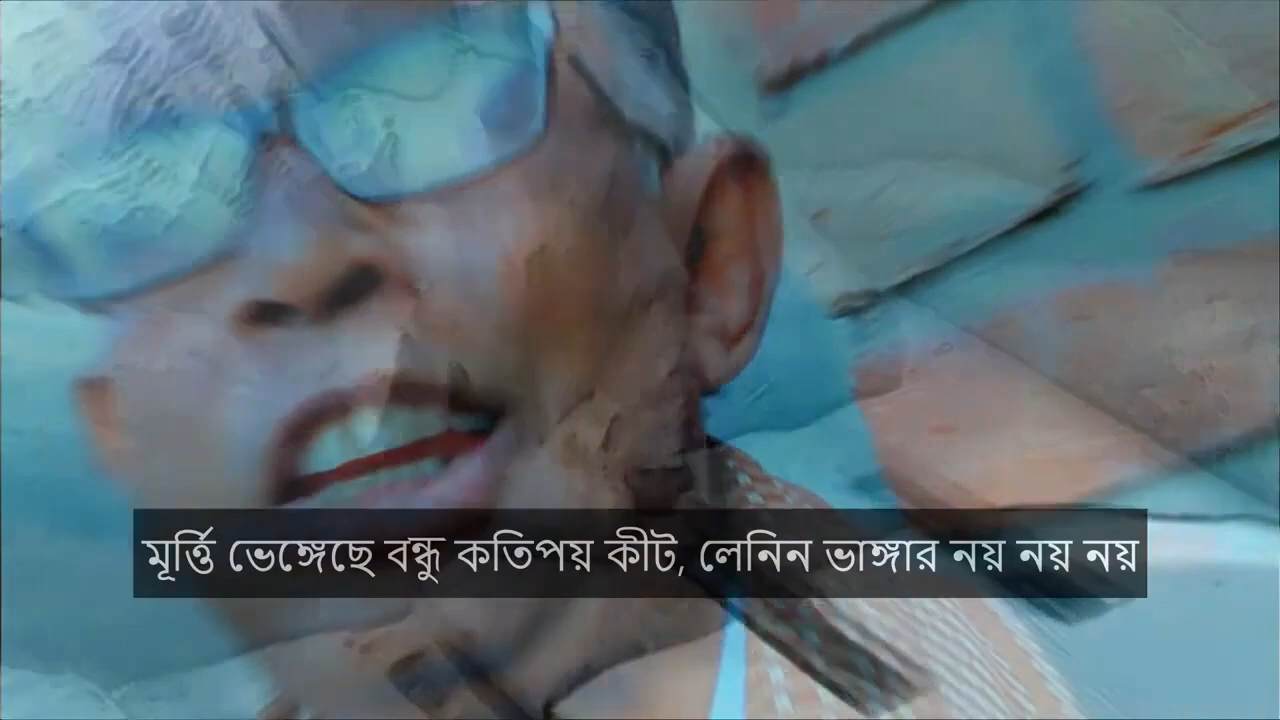 মূর্ত্তি ভেঙ্গেছে বন্ধু কতিপয় কীট, লেনিন ভাঙ্গার নয় নয় নয়